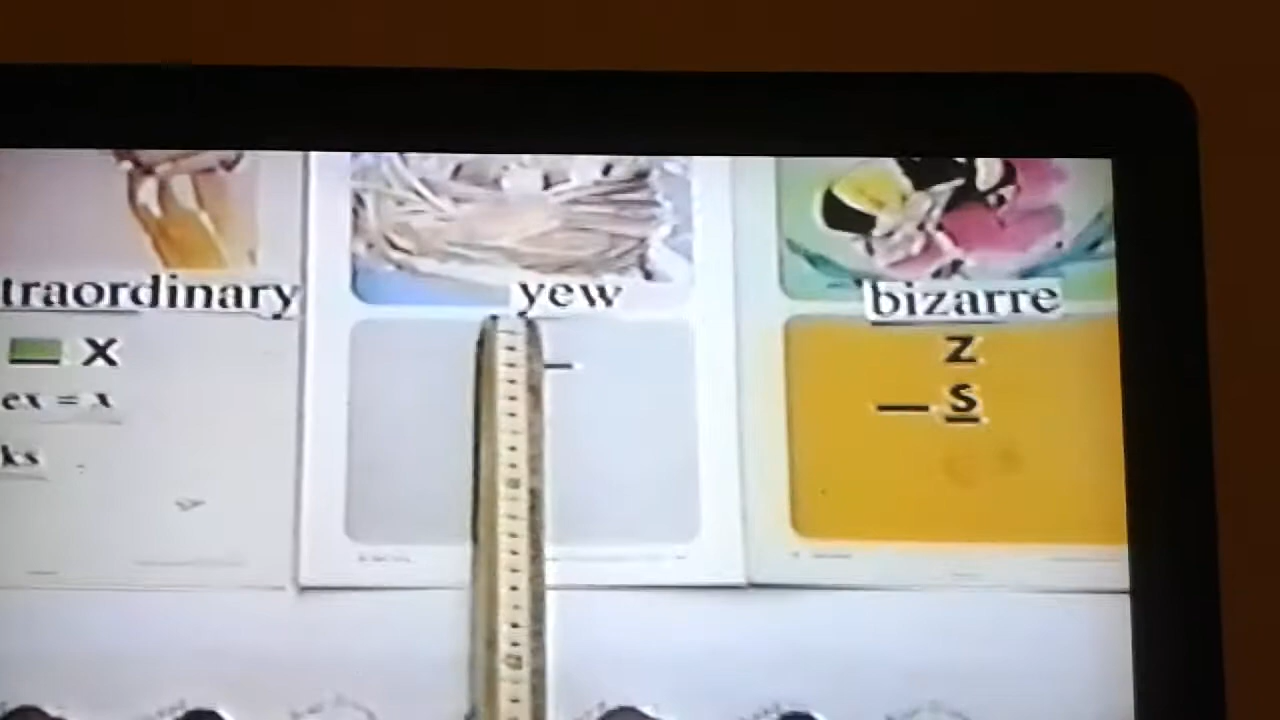 traordinary
yew
bizarre
X
Z
ex = x
S
ks